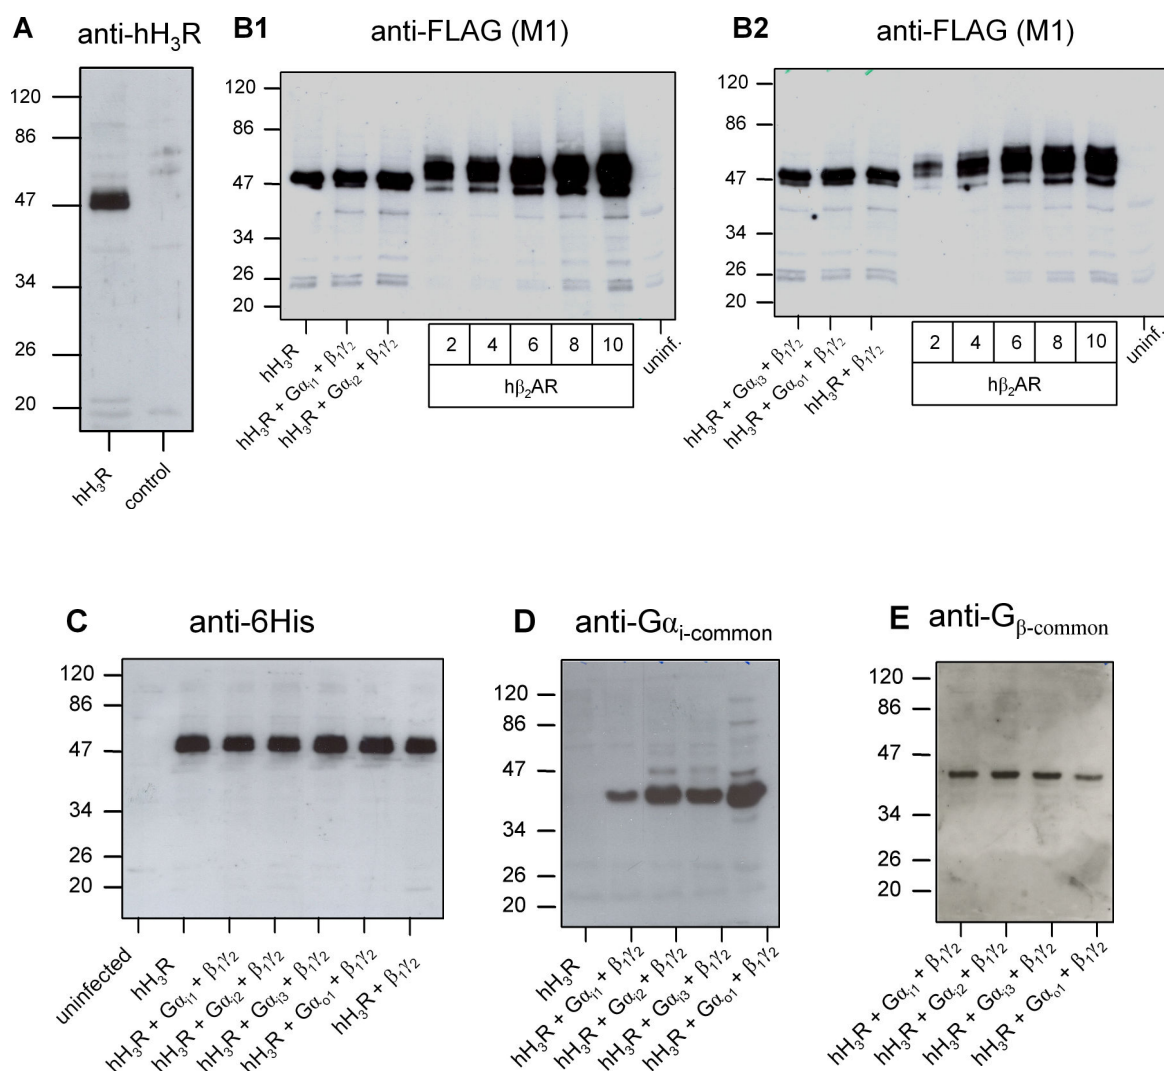 A anti-hH₃R
120
86
47
34
26
20
hH₃R
control
B1 anti-FLAG (M1)
120
86
47
34
26
20
hH₃R
hH₃R + Gαᵢ₁ + β₁γ₂
hH₃R + Gαᵢ₂ + β₁γ₂
2 4 6 8 10
hβ₂AR
uninf.
B2 anti-FLAG (M1)
120
86
47
34
26
20
hH₃R + Gαᵢ₃ + β₁γ₂
hH₃R + Gαₒ₁ + β₁γ₂
hH₃R + β₁γ₂
2 4 6 8 10
hβ₂AR
uninf.
C anti-6His
120
86
47
34
26
20
uninfected
hH₃R
hH₃R + Gαᵢ₁ + β₁γ₂
hH₃R + Gαᵢ₂ + β₁γ₂
hH₃R + Gαᵢ₃ + β₁γ₂
hH₃R + Gαₒ₁ + β₁γ₂
hH₃R + β₁γ₂
D anti-Gα i-common
120
86
47
34
26
20
hH₃R
hH₃R + Gαᵢ₁ + β₁γ₂
hH₃R + Gαᵢ₂ + β₁γ₂
hH₃R + Gαᵢ₃ + β₁γ₂
hH₃R + Gαₒ₁ + β₁γ₂
E anti-G β-common
120
86
47
34
26
20
hH₃R + Gαᵢ₁ + β₁γ₂
hH₃R + Gαᵢ₂ + β₁γ₂
hH₃R + Gαᵢ₃ + β₁γ₂
hH₃R + Gαₒ₁ + β₁γ₂